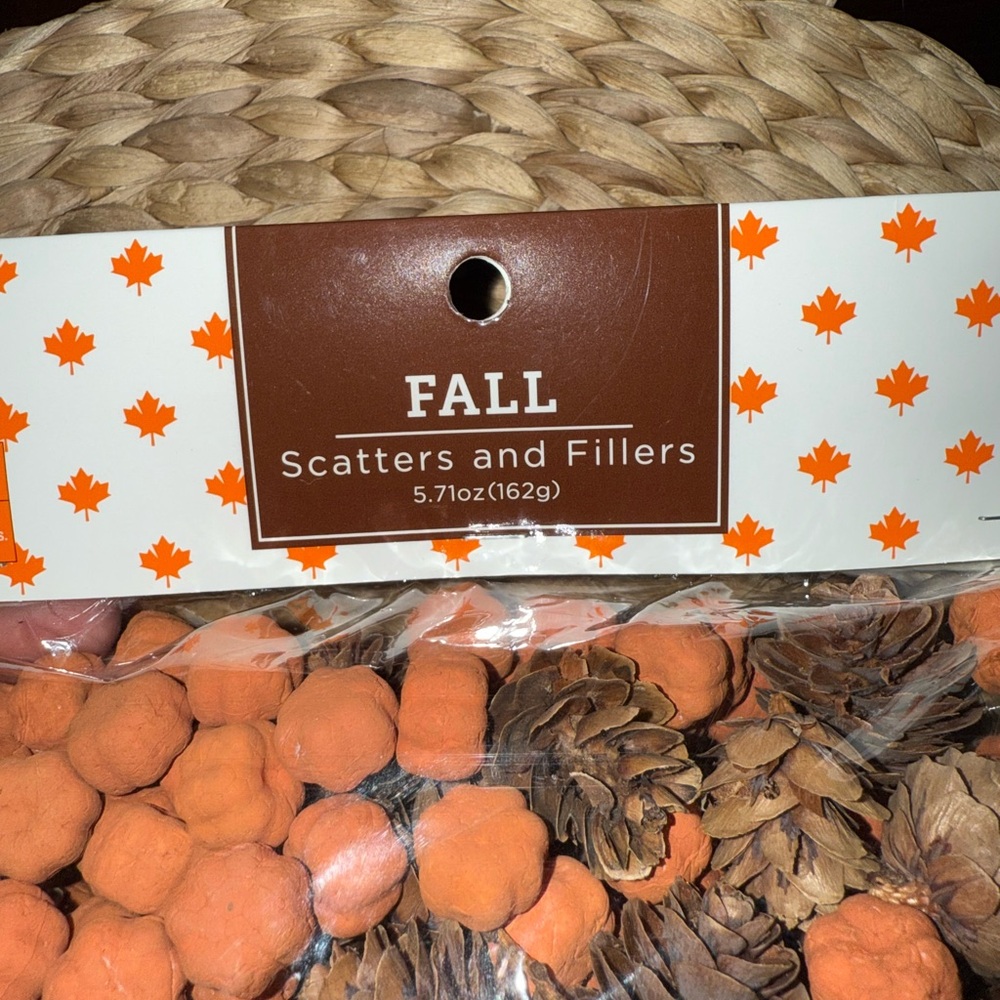 FALL
Scatters and Fillers
5.71oz(162g)
s.